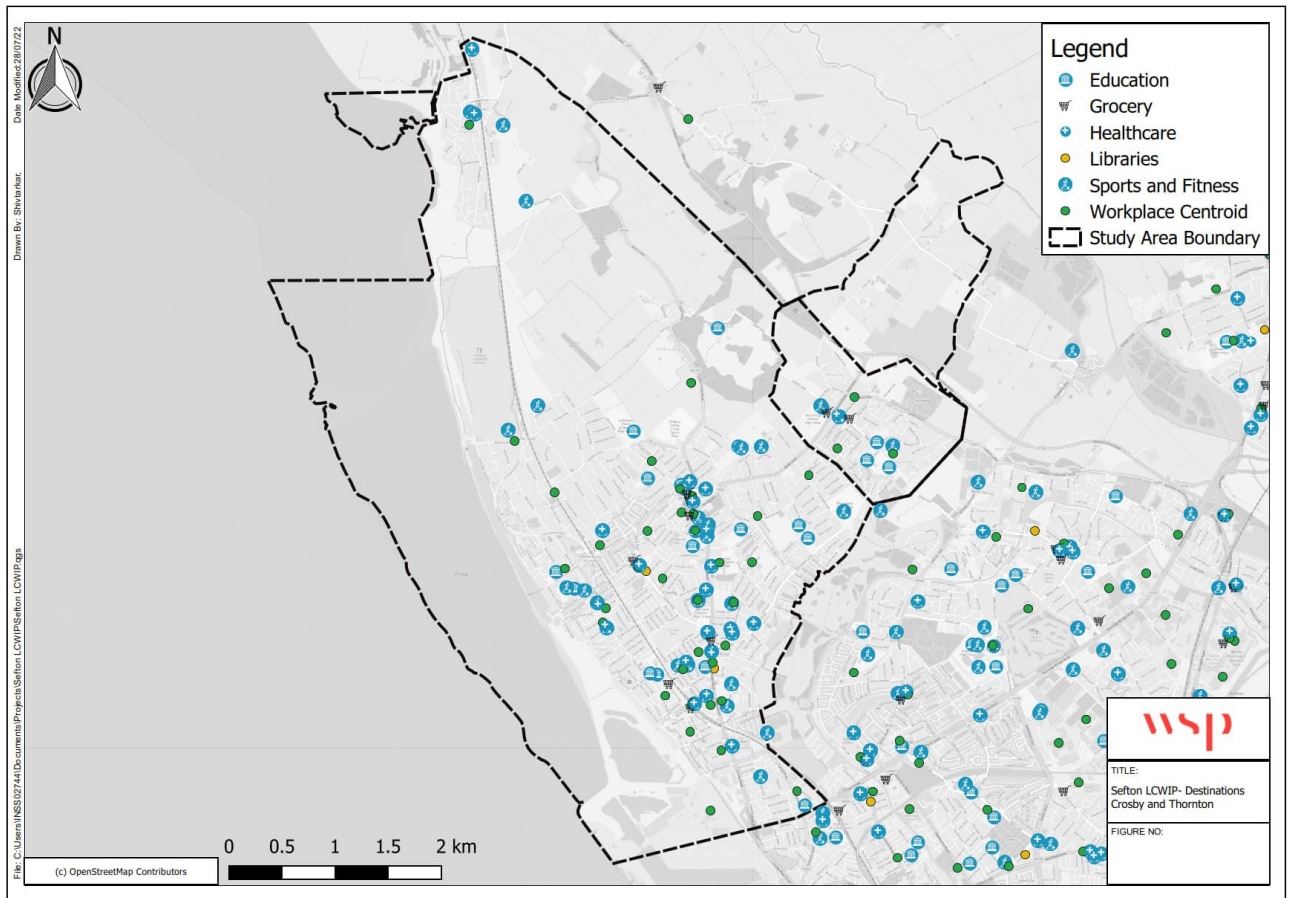 Date Modified:28/07/22
Drawn By: Shivtarkar,
File: C:\Users\INSS02744\Documents\Projects\Sefton LCWIP\Sefton LCWIP.qgs
N
Legend
Education
Grocery
Healthcare
Libraries
Sports and Fitness
Workplace Centroid
Study Area Boundary
0 0.5 1 1.5 2 km
(c) OpenStreetMap Contributors
wsp
TITLE:
Sefton LCWIP- Destinations
Crosby and Thornton
FIGURE NO: